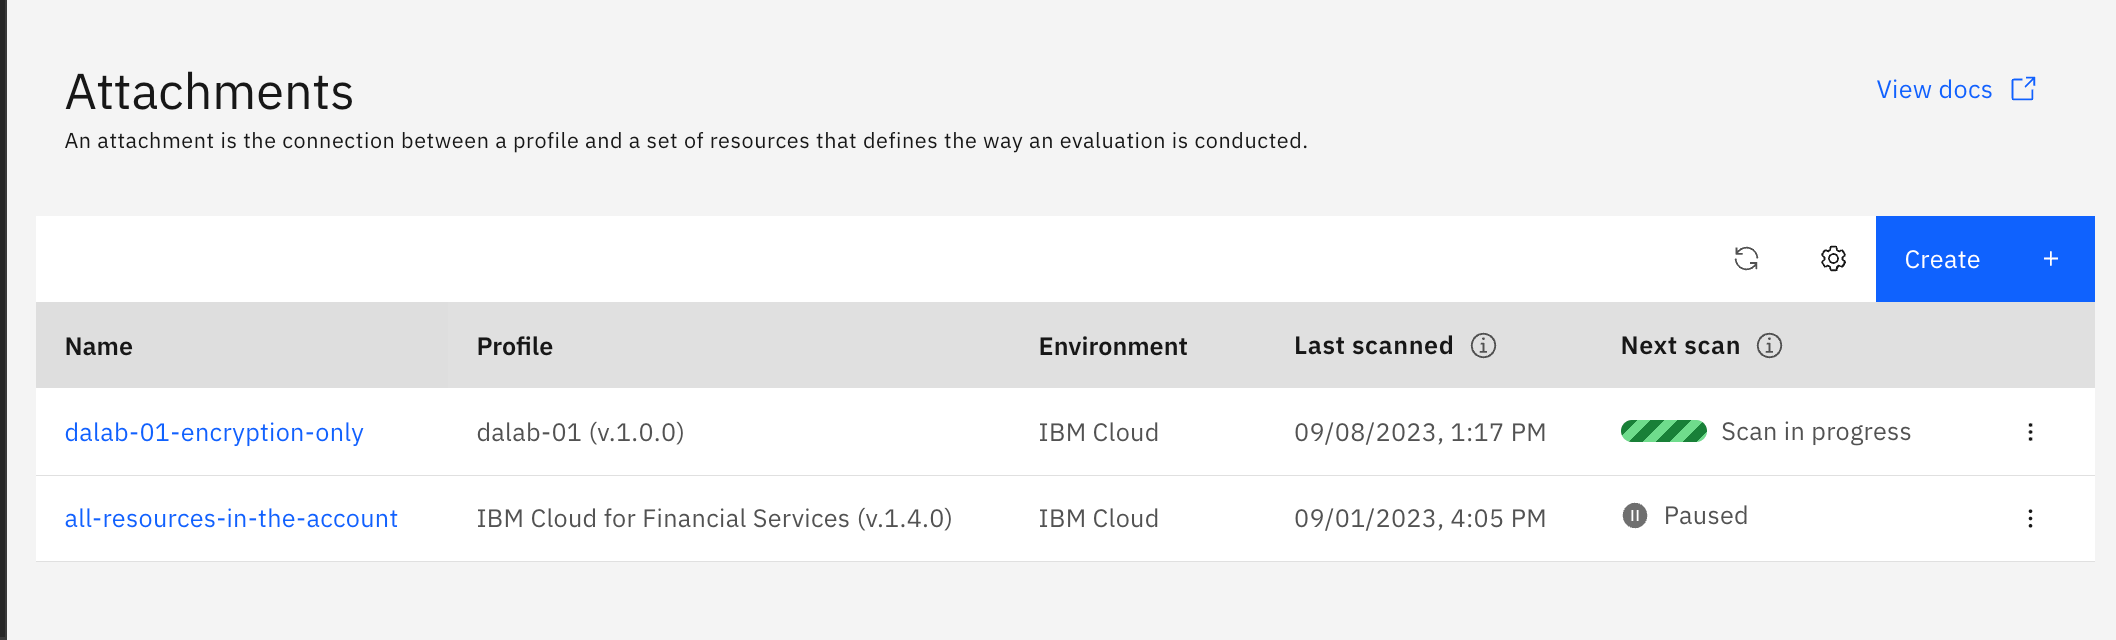 Attachments
View docs
An attachment is the connection between a profile and a set of resources that defines the way an evaluation is conducted.
Create +
Name Profile Environment Last scanned Next scan
dalab-01-encryption-only dalab-01 (v.1.0.0) IBM Cloud 09/08/2023, 1:17 PM Scan in progress
all-resources-in-the-account IBM Cloud for Financial Services (v.1.4.0) IBM Cloud 09/01/2023, 4:05 PM Paused